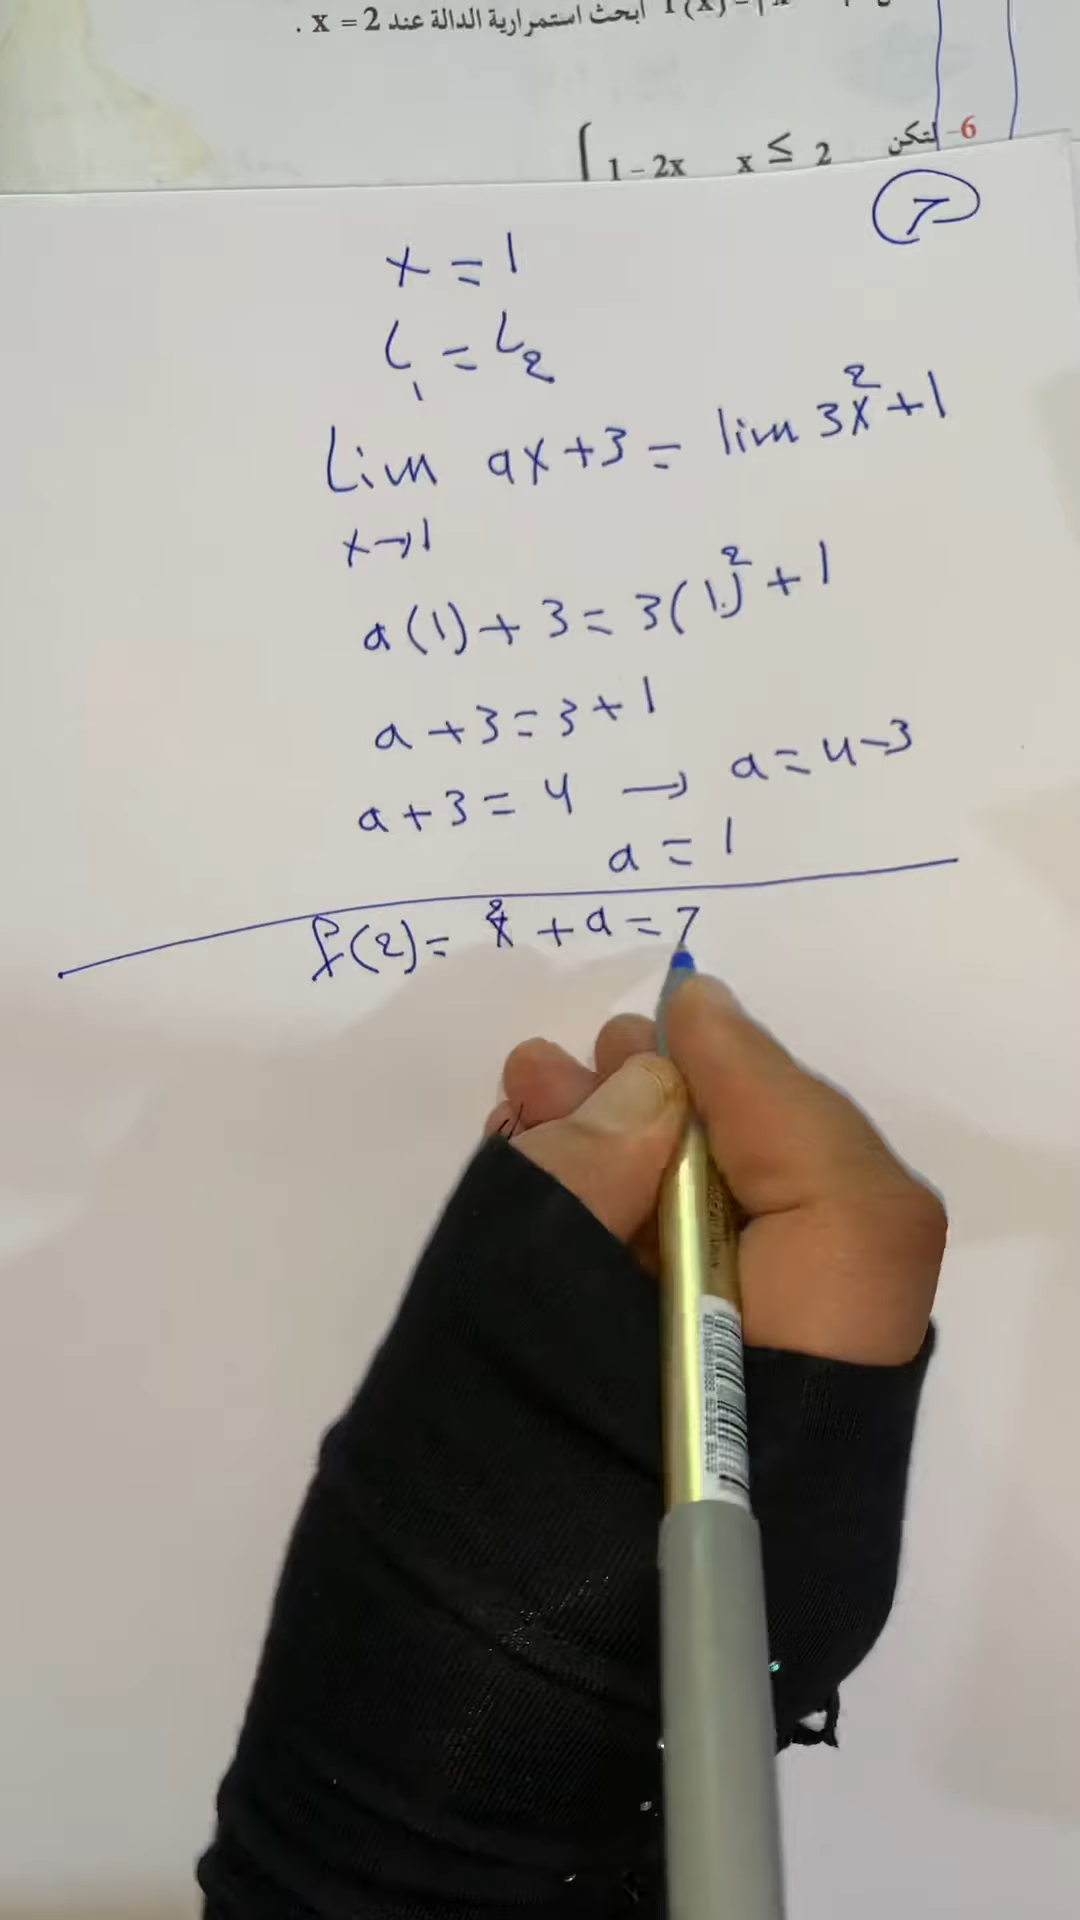 ابحث استمرارية الدالة عند x = 2 .
6- لتكن
1 - 2x x ≤ 2
x = 1
L₁ = L₂
Lim ax + 3 = lim 3x² + 1
x → 1
a(1) + 3 = 3(1)² + 1
a + 3 = 3 + 1
a + 3 = 4 → a = 4 - 3
a = 1
f(2) = x² + a = 7